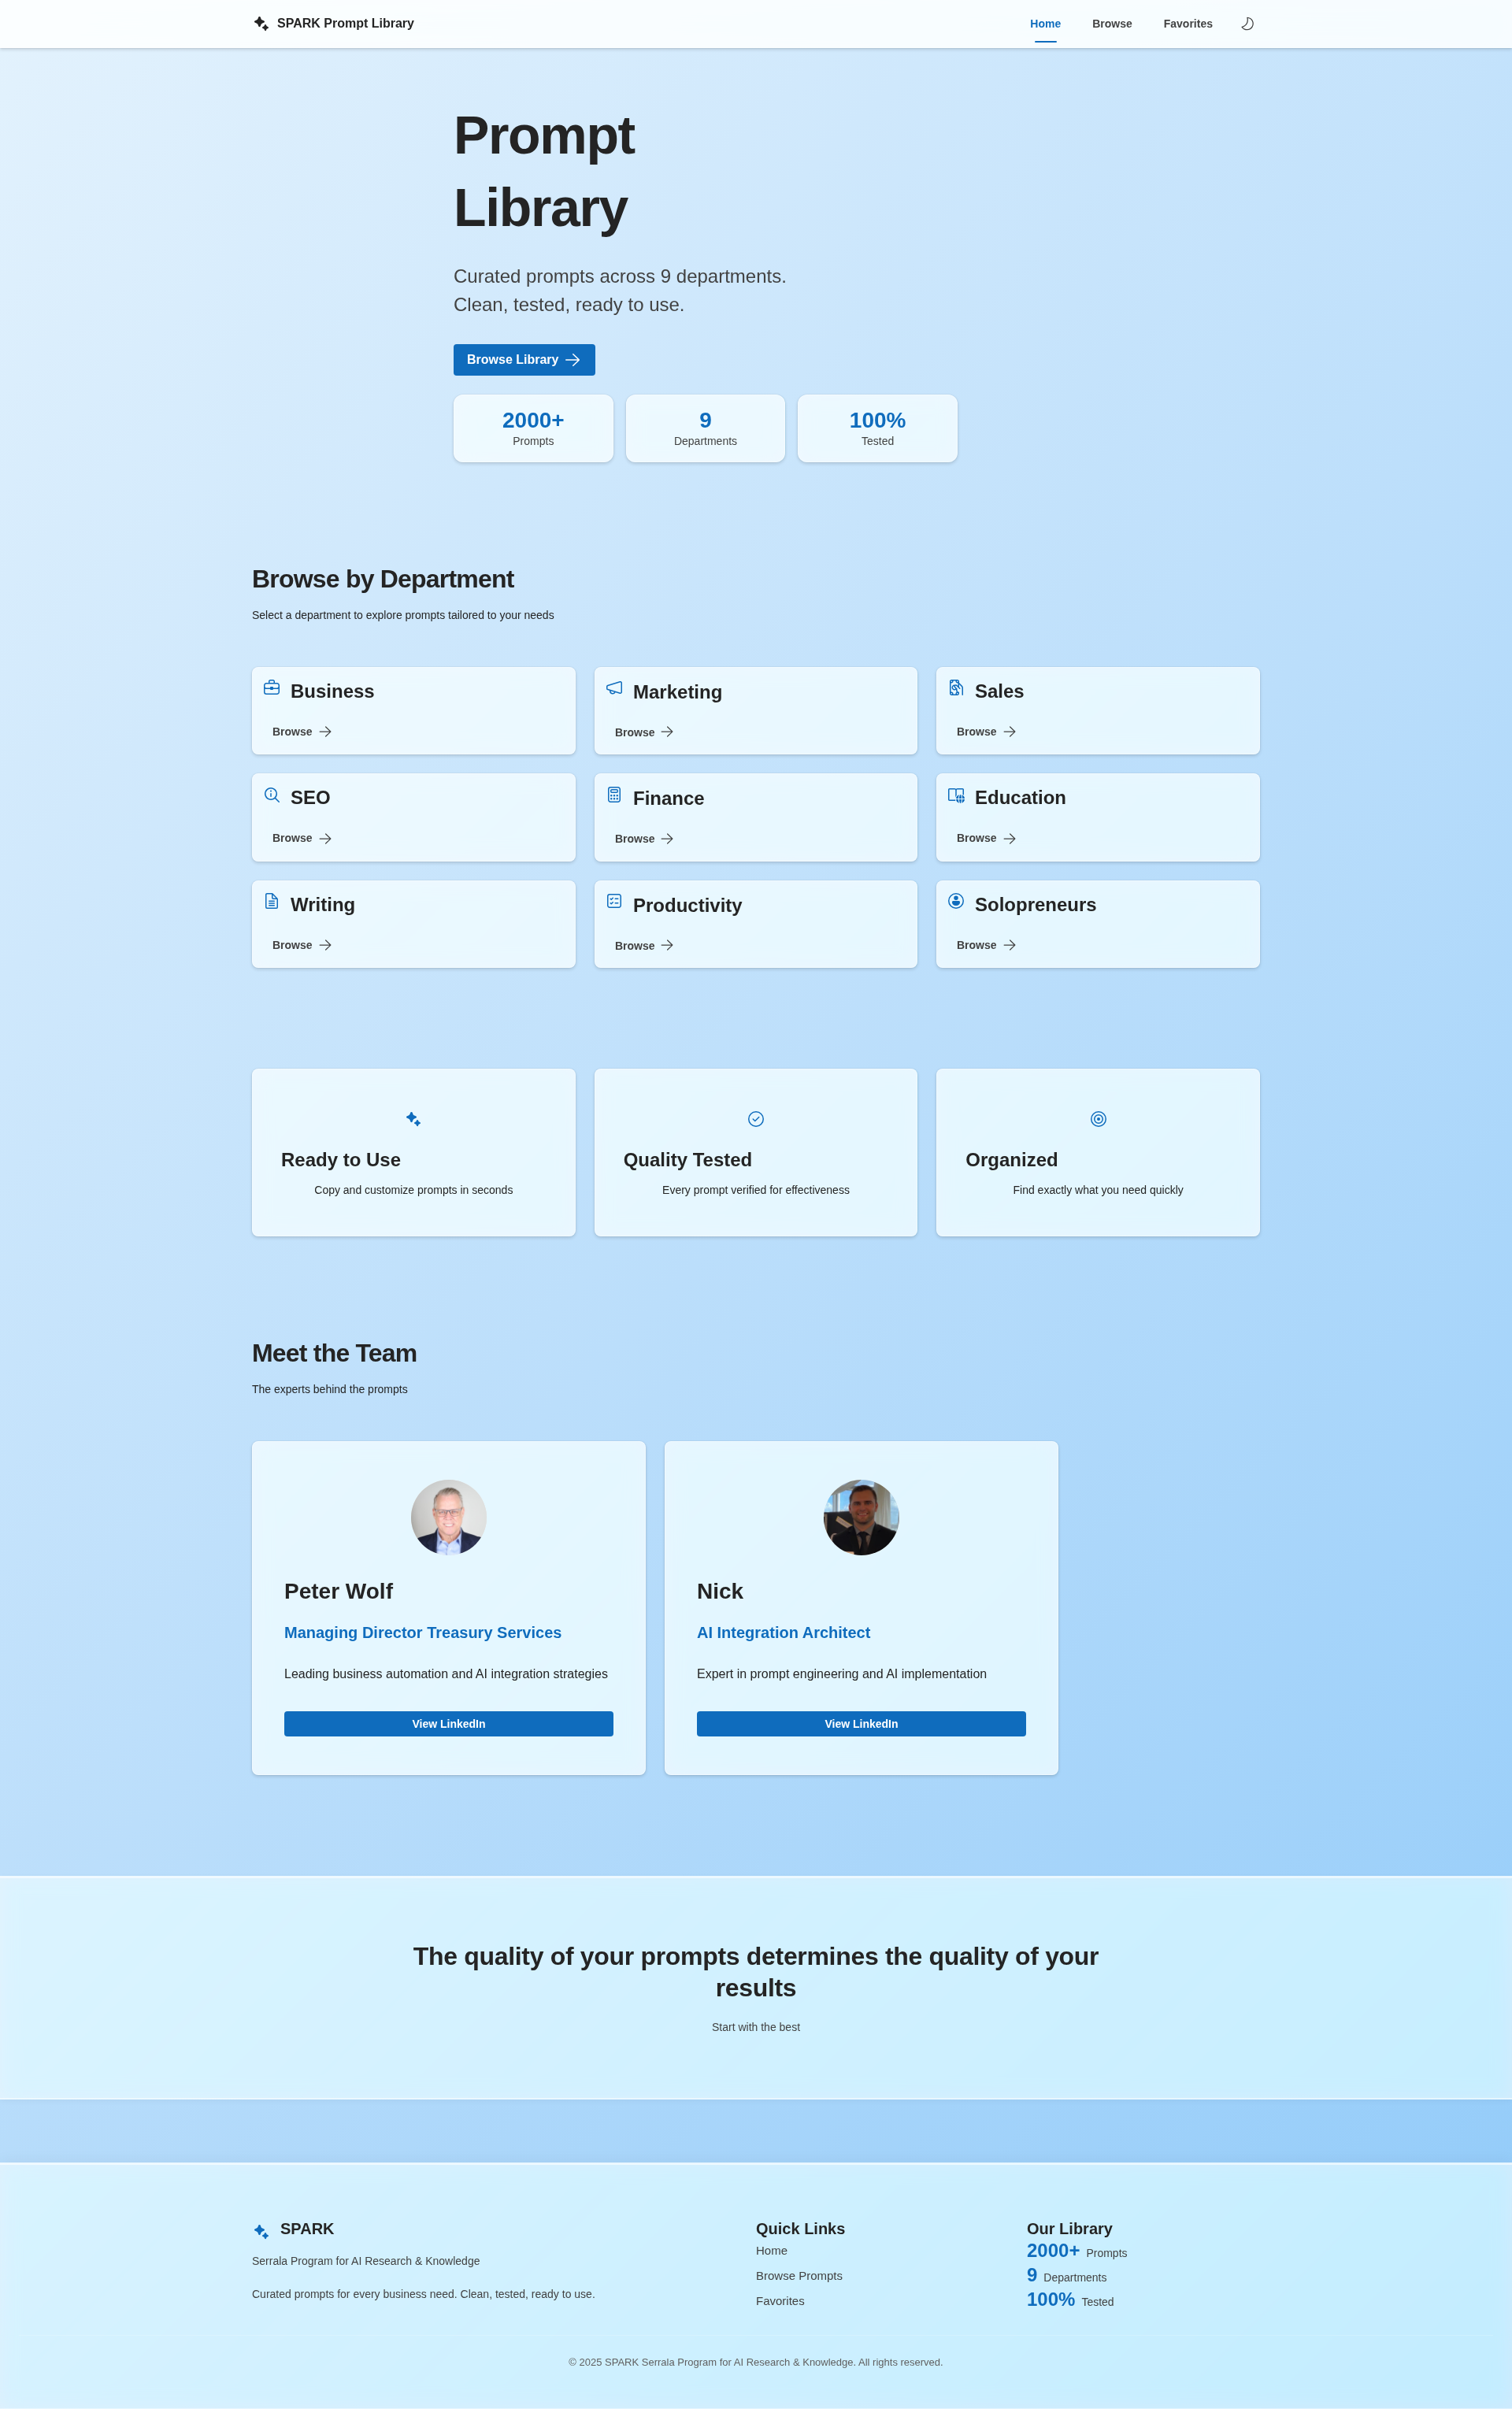 SPARK Prompt Library
Home
Browse
Favorites
Prompt
Library
Curated prompts across 9 departments.
Clean, tested, ready to use.
Browse Library
2000+
Prompts
9
Departments
100%
Tested
Browse by Department
Select a department to explore prompts tailored to your needs
Business
Browse
Marketing
Browse
Sales
Browse
SEO
Browse
Finance
Browse
Education
Browse
Writing
Browse
Productivity
Browse
Solopreneurs
Browse
Ready to Use
Copy and customize prompts in seconds
Quality Tested
Every prompt verified for effectiveness
Organized
Find exactly what you need quickly
Meet the Team
The experts behind the prompts
Peter Wolf
Managing Director Treasury Services
Leading business automation and AI integration strategies
View LinkedIn
Nick
AI Integration Architect
Expert in prompt engineering and AI implementation
View LinkedIn
The quality of your prompts determines the quality of your
results
Start with the best
SPARK
Serrala Program for AI Research & Knowledge
Curated prompts for every business need. Clean, tested, ready to use.
Quick Links
Home
Browse Prompts
Favorites
Our Library
2000+ Prompts
9 Departments
100% Tested
© 2025 SPARK Serrala Program for AI Research & Knowledge. All rights reserved.